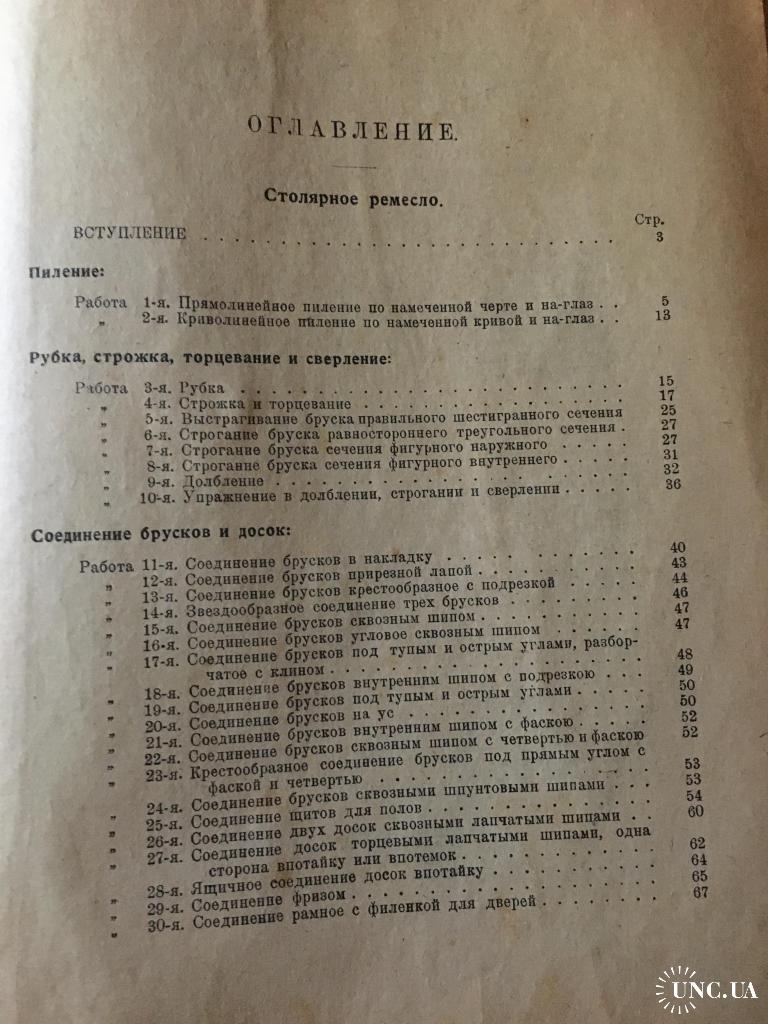 ОГЛАВЛЕНИЕ.
Столярное ремесло.
Стр.
ВСТУПЛЕНИЕ . . . . . . . . . . . . . . . . . . . . . . . . . . . 3
Пиление:
Работа 1-я. Прямолинейное пиление по намеченной черте и на-глаз . . 5
„ 2-я. Криволинейное пиление по намеченной кривой и на-глаз . . 13
Рубка, строжка, торцевание и сверление:
Работа 3-я. Рубка . . . . . . . . . . . . . . . . . . . . . . . . 15
„ 4-я. Строжка и торцевание . . . . . . . . . . . . . . . . 17
„ 5-я. Выстрагивание бруска правильного шестигранного сечения 25
„ 6-я. Строгание бруска равностороннего треугольного сечения . 27
„ 7-я. Строгание бруска сечения фигурного наружного . . . . . 27
„ 8-я. Строгание бруска сечения фигурного внутреннего . . . . . 31
„ 9-я. Долбление . . . . . . . . . . . . . . . . . . . . . . 32
„ 10-я. Упражнение в долблении, строгании и сверлении . . . . . 36
Соединение брусков и досок:
Работа 11-я. Соединение брусков в накладку . . . . . . . . . . 40
„ 12-я. Соединение брусков прирезной лапой . . . . . . . . . . 43
„ 13-я. Соединение брусков крестообразное с подрезкой . . . . . 44
„ 14-я. Звездообразное соединение трех брусков . . . . . . . . . 46
„ 15-я. Соединение брусков сквозным шипом . . . . . . . . . . . 47
„ 16-я. Соединение брусков угловое сквозным шипом . . . . . . 47
„ 17-я. Соединение брусков под тупым и острым углами, разбор-
чатое с клином . . . . . . . . . . . . . . . . . . . . 48
„ 18-я. Соединение брусков внутренним шипом с подрезкою . . . 49
„ 19-я. Соединение брусков под тупым и острым углами . . . . . 50
„ 20-я. Соединение брусков на ус . . . . . . . . . . . . . . . 50
„ 21-я. Соединение брусков внутренним шипом с фаскою . . . . . 52
„ 22-я. Соединение брусков сквозным шипом с четвертью и фаскою 52
„ 23-я. Крестообразное соединение брусков под прямым углом с
фаской и четвертью . . . . . . . . . . . . . . . . . 53
„ 24-я. Соединение брусков сквозными шпунтовыми шипами . . . 53
„ 25-я. Соединение щитов для полов . . . . . . . . . . . . . . 54
„ 26-я. Соединение двух досок сквозными лапчатыми шипами . . 60
„ 27-я. Соединение досок торцевыми лапчатыми шипами, одна
сторона впотайку или впотемок . . . . . . . . . . . . 62
„ 28-я. Ящичное соединение досок впотайку . . . . . . . . . . 64
„ 29-я. Соединение фризом . . . . . . . . . . . . . . . . . . 65
„ 30-я. Соединение рамное с филенкой для дверей . . . . . . . . 67
UNC.UA